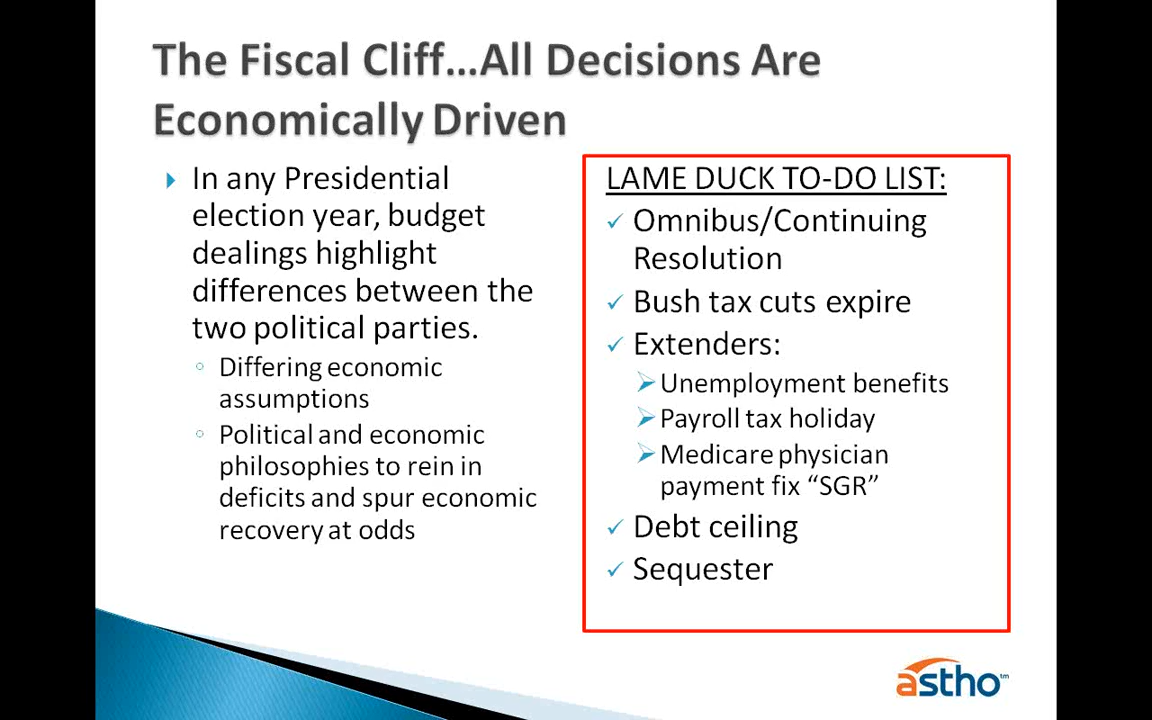 The Fiscal Cliff...All Decisions Are
Economically Driven
In any Presidential
election year, budget
dealings highlight
differences between the
two political parties.
Differing economic
assumptions
Political and economic
philosophies to rein in
deficits and spur economic
recovery at odds
LAME DUCK TO-DO LIST:
Omnibus/Continuing
Resolution
Bush tax cuts expire
Extenders:
Unemployment benefits
Payroll tax holiday
Medicare physician
payment fix “SGR”
Debt ceiling
Sequester
astho™